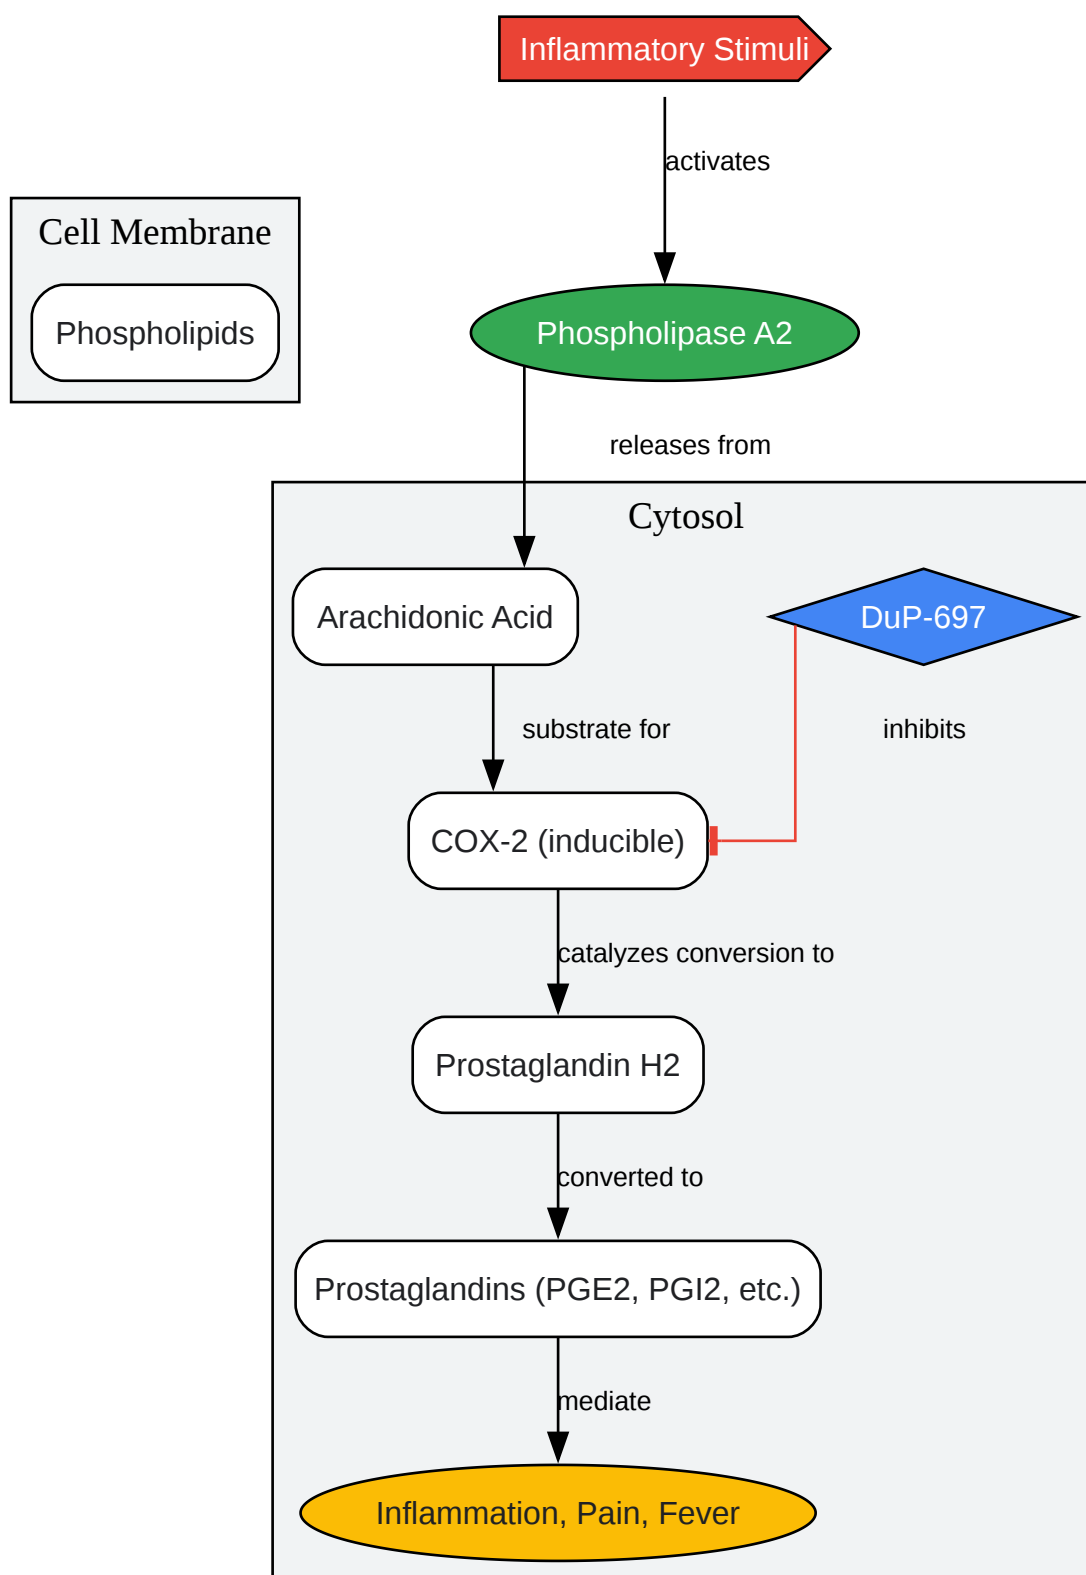 Inflammatory Stimuli
activates
Cell Membrane
Phospholipids
Phospholipase A2
releases from
Cytosol
Arachidonic Acid
DuP-697
substrate for
inhibits
COX-2 (inducible)
catalyzes conversion to
Prostaglandin H2
converted to
Prostaglandins (PGE2, PGI2, etc.)
mediate
Inflammation, Pain, Fever